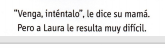 "Venga, inténtalo", le dice su mamá.
Pero a Laura le resulta muy difícil.